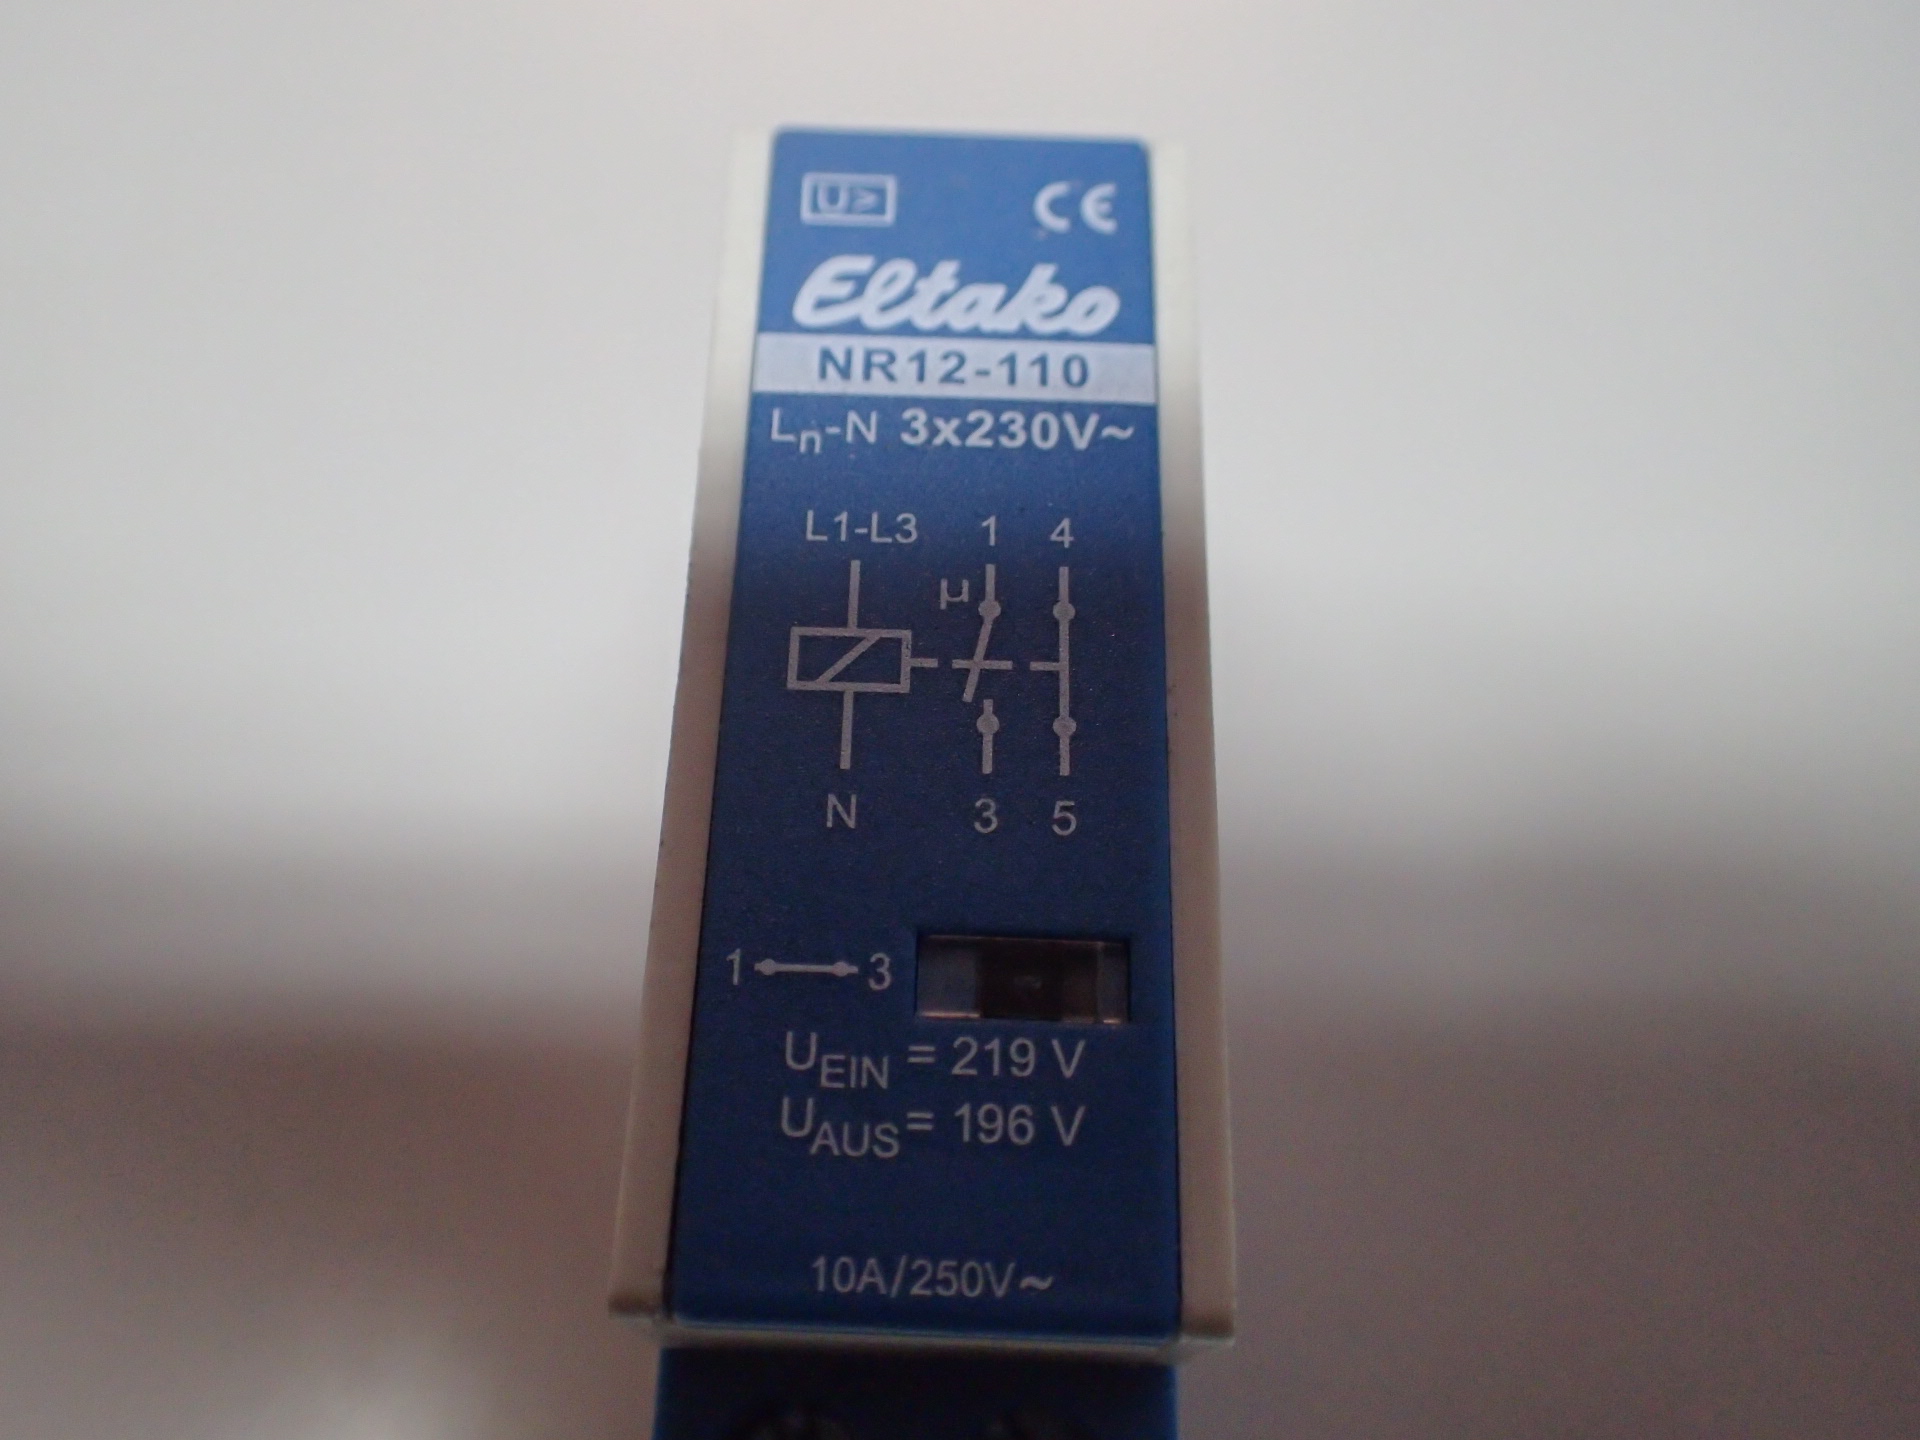 U> CE
Eltako
NR12-110
Ln-N 3x230V~
L1-L3 1 4
µ
N 3 5
1 3
UEIN = 219 V
UAUS = 196 V
10A/250V~